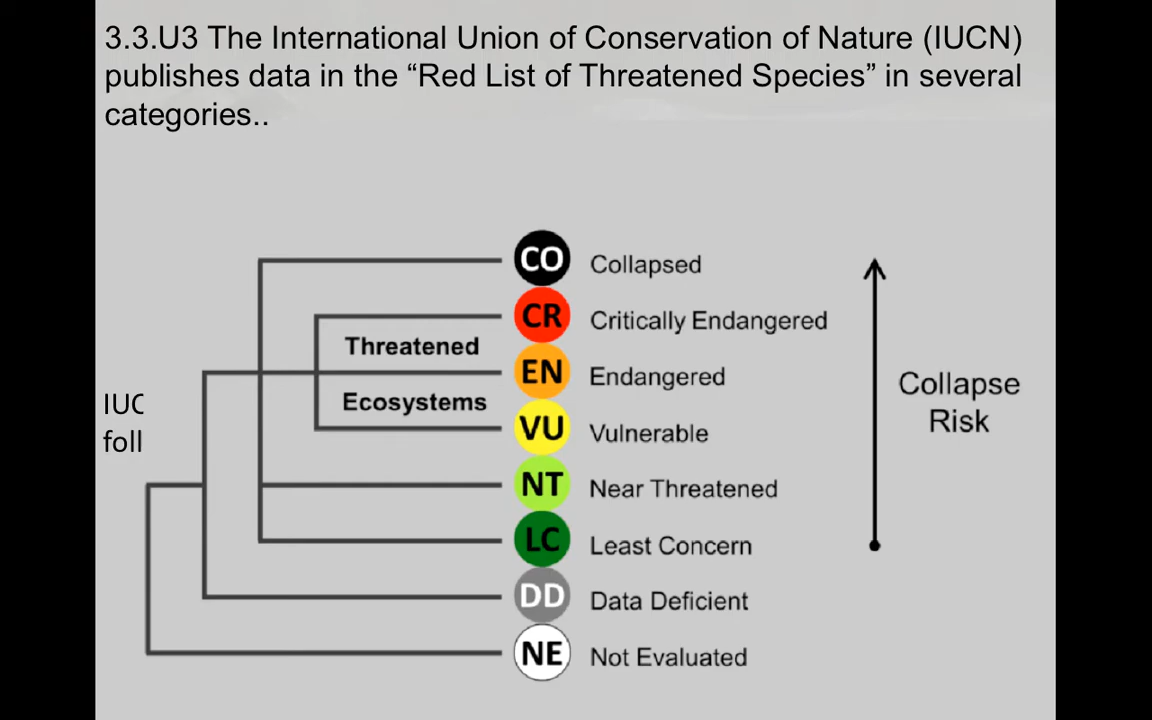 3.3.U3 The International Union of Conservation of Nature (IUCN)
publishes data in the “Red List of Threatened Species” in several
categories..
CO Collapsed
CR Critically Endangered
Threatened
EN Endangered
Ecosystems
VU Vulnerable
NT Near Threatened
LC Least Concern
DD Data Deficient
NE Not Evaluated
Collapse
Risk
IUC
foll